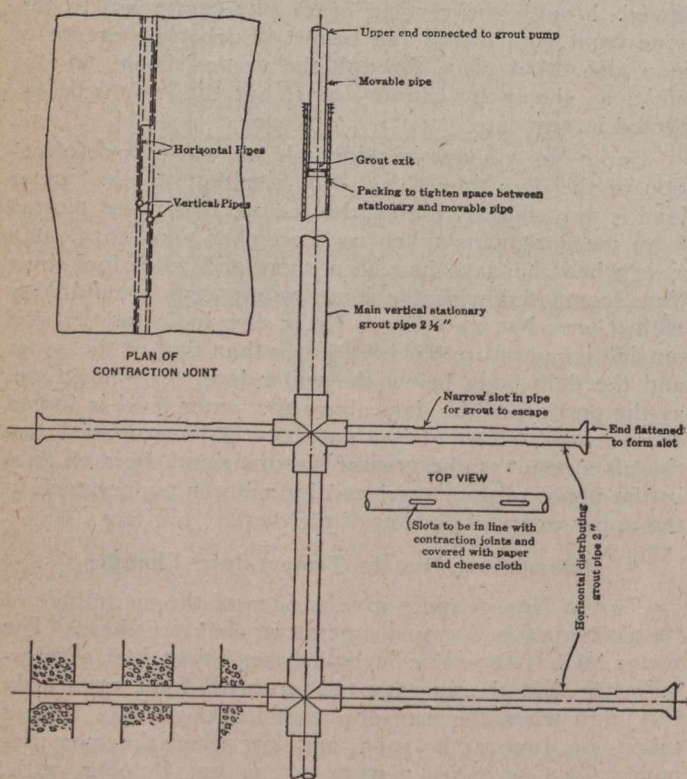 Upper end connected to grout pump
Movable pipe
Horizontal Pipes
Grout exit
Vertical Pipes
Packing to tighten space between
stationary and movable pipe
Main vertical stationary
grout pipe 2 ½"
PLAN OF
CONTRACTION JOINT
Narrow slot in pipe
for grout to escape
End flattened
to form slot
TOP VIEW
Slots to be in line with
contraction joints and
covered with paper
and cheese cloth
Horizontal distributing
grout pipe 2"